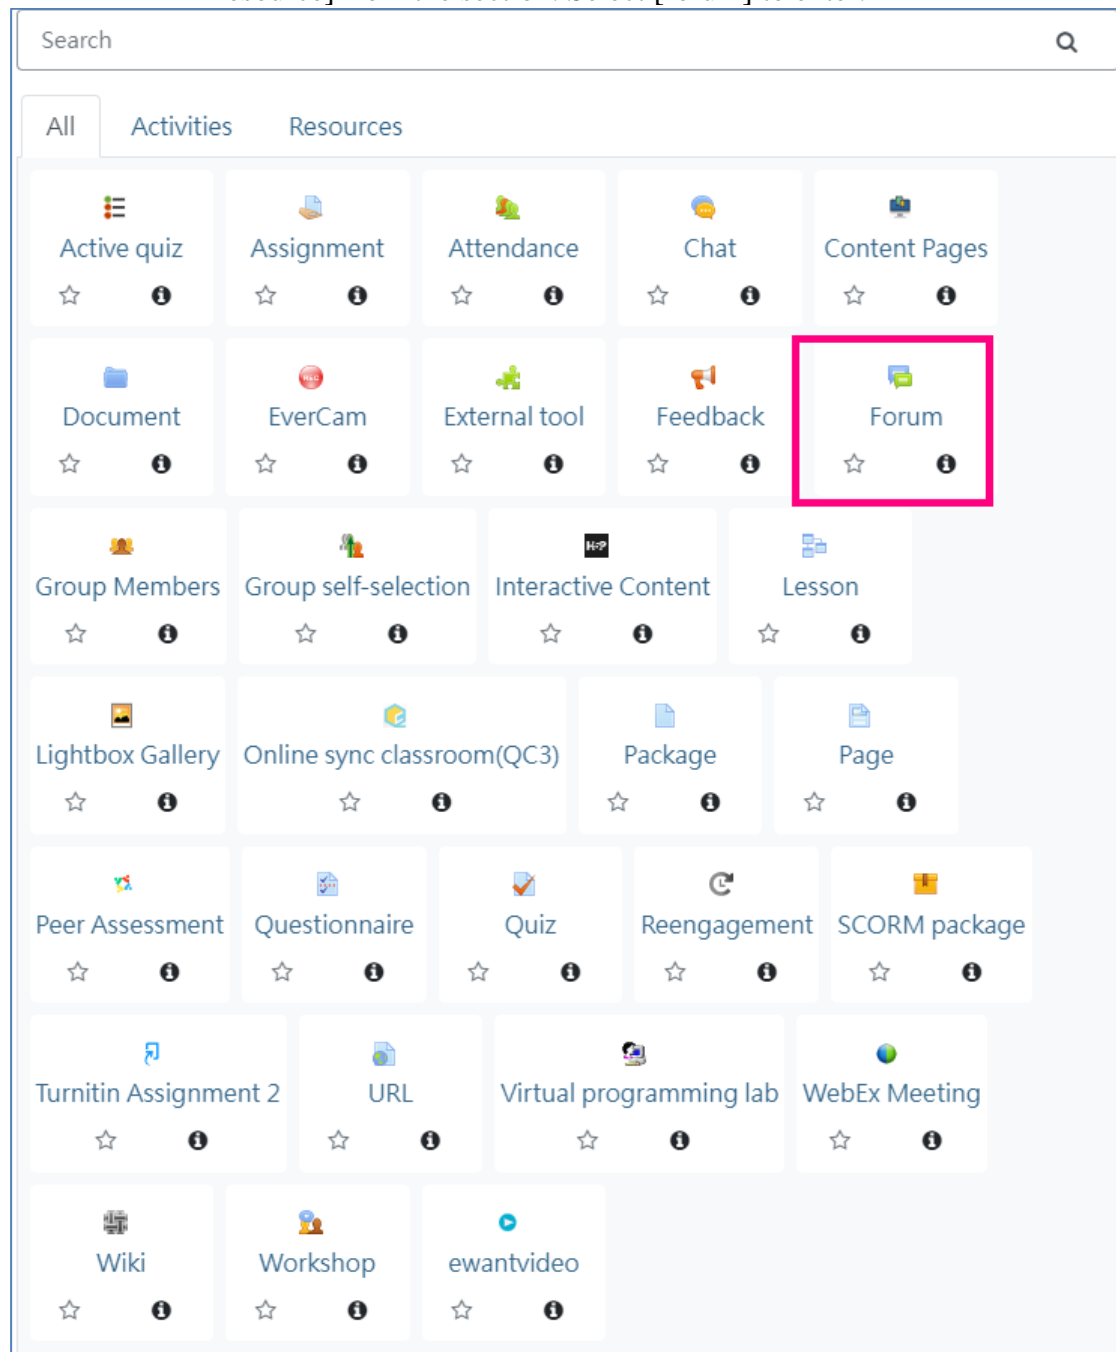 Search
All Activities Resources
Active quiz Assignment Attendance Chat Content Pages
Document EverCam External tool Feedback Forum
Group Members Group self-selection Interactive Content Lesson
Lightbox Gallery Online sync classroom(QC3) Package Page
Peer Assessment Questionnaire Quiz Reengagement SCORM package
Turnitin Assignment 2 URL Virtual programming lab WebEx Meeting
Wiki Workshop ewantvideo